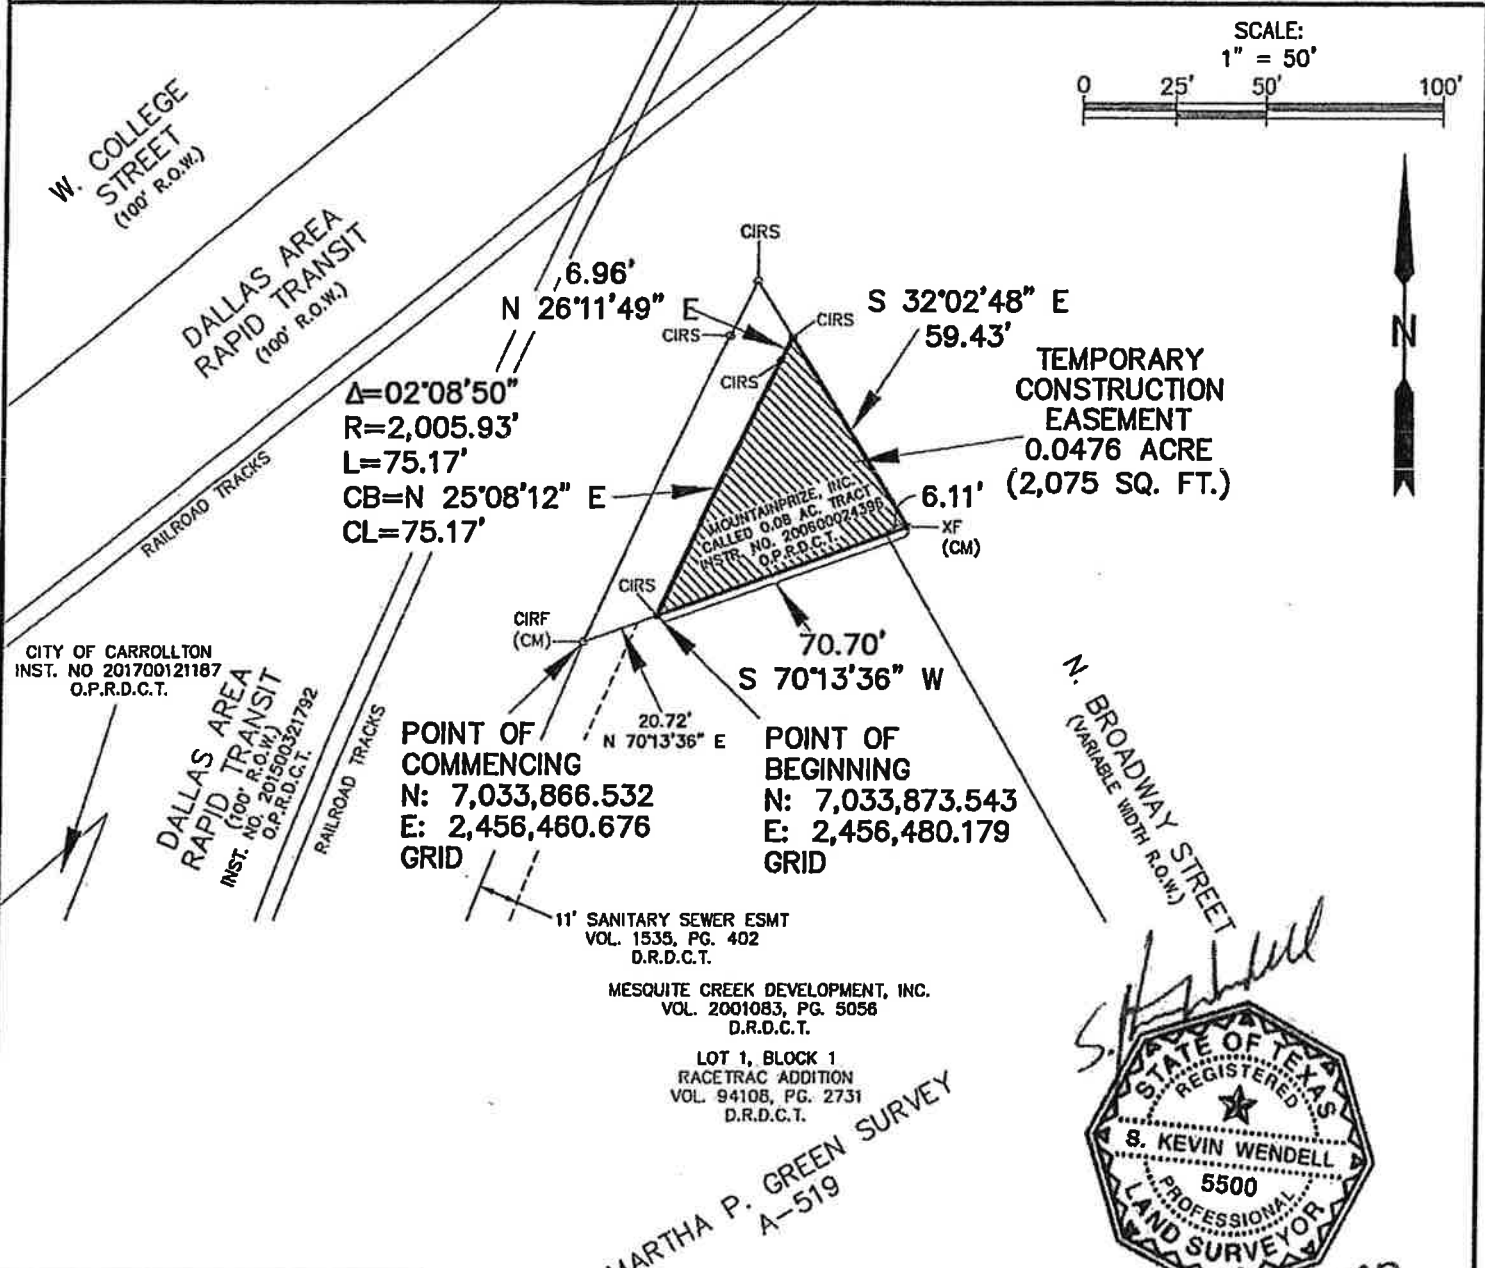 SCALE:
1" = 50'
0 25' 50' 100'
W. COLLEGE
STREET
(100' R.O.W.)
DALLAS AREA
RAPID TRANSIT
(100' R.O.W.)
RAILROAD TRACKS
CIRS
6.96'
N 26°11'49" E
CIRS
CIRS
CIRS
S 32°02'48" E
59.43'
N
TEMPORARY
CONSTRUCTION
EASEMENT
0.0476 ACRE
(2,075 SQ. FT.)
Δ=02°08'50"
R=2,005.93'
L=75.17'
CB=N 25°08'12" E
CL=75.17'
MOUNTAINPRIZE, INC.
CALLED 0.08 AC. TRACT
INSTR. NO. 200600024396
O.P.R.D.C.T.
6.11'
XF
(CM)
CIRS
CIRF
(CM)
70.70'
S 70°13'36" W
20.72'
N 70°13'36" E
CITY OF CARROLLTON
INST. NO 201700121187
O.P.R.D.C.T.
DALLAS AREA
RAPID TRANSIT
(100' R.O.W.)
INST. NO. 201500321792
O.P.R.D.C.T.
RAILROAD TRACKS
POINT OF
COMMENCING
N: 7,033,866.532
E: 2,456,460.676
GRID
POINT OF
BEGINNING
N: 7,033,873.543
E: 2,456,480.179
GRID
N. BROADWAY STREET
(VARIABLE WIDTH R.O.W.)
11' SANITARY SEWER ESMT
VOL. 1535, PG. 402
D.R.D.C.T.
MESQUITE CREEK DEVELOPMENT, INC.
VOL. 2001083, PG. 5056
D.R.D.C.T.
LOT 1, BLOCK 1
RACETRAC ADDITION
VOL. 94108, PG. 2731
D.R.D.C.T.
MARTHA P. GREEN SURVEY
A-519
STATE OF TEXAS
REGISTERED
S. KEVIN WENDELL
5500
PROFESSIONAL
LAND SURVEYOR